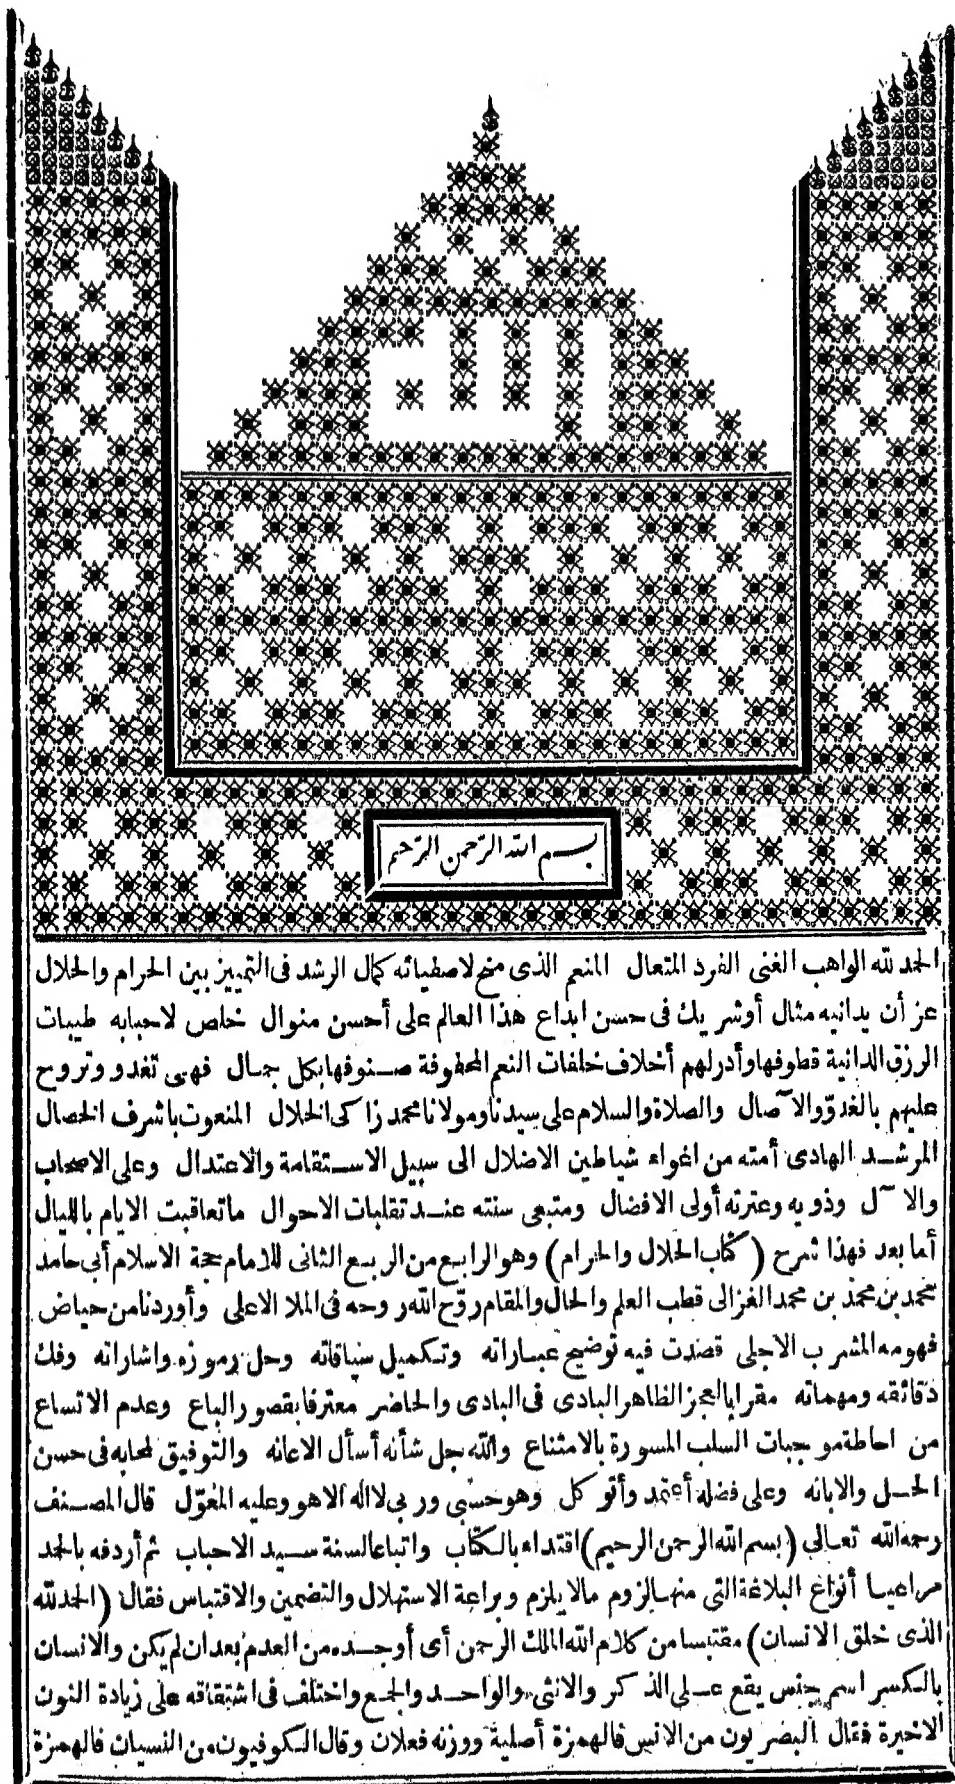 الله
بسم الله الرحمن الرحيم
الحمد لله الواهب الغنى الفرد المتعال المنعم الذى منح لاصفيائه كمال الرشد فى التمييز بين الحرام والحلال
عز أن يدانيه مثال أو شريك فى حسن ابداع هذا العالم على أحسن منوال خلص لاحبابه طيبات
الرزق الدانية قطوفها وأدر لهم أخلاف خلفات النعم المحفوفة صنوفها بكل جمال فهى تغدو وتروح
عليهم بالغدوّ والآصال والصلاة والسلام على سيدنا ومولانا محمد زاكى الخلال المنعوت باشرف الخصال
المرشد الهادى أمته من اغواء شياطين الاضلال الى سبيل الاستقامة والاعتدال وعلى الاصحاب
والآل وذويه وعترته أولى الافضال ومتبعى سنته عند تقلبات الاحوال ماتعاقبت الايام بالليال
أما بعد فهذا شرح (كتاب الحلال والحرام) وهو الرابع من الربع الثانى للامام حجة الاسلام أبى حامد
محمد بن محمد بن محمد الغزالى قطب العلم والحال والمقام روّح الله روحه فى الملا الاعلى وأوردنا من حياض
فهومه المشرب الاجلى قصدت فيه توضيح عباراته وتكميل سياقاته وحل رموزه واشاراته وفك
دقائقه ومهماته مقرا بالعجز الظاهر البادى فى البادى والحاضر معترفا بقصور الباع وعدم الاتساع
من احاطة موجبات السلب المسورة بالامتناع والله جل شأنه أسأل الاعانه والتوفيق لمحابه فى حسن
الحل والابانه وعلى فضله أعتمد وأتوكل وهو حسبى وربى لااله الاهو وعليه المعوّل قال المصنف
رحمه الله تعالى (بسم الله الرحمن الرحيم) اقتداء بالكتاب واتباعا لسنة سيد الاحباب ثم أردفه بالحمد
مراعيا أنواع البلاغة التى منها لزوم مالا يلزم وبراعة الاستهلال والتضمين والاقتباس فقال (الحمد لله
الذى خلق الانسان) مقتبسا من كلام الله الملك الرحمن أى أوجده من العدم بعد ان لم يكن والانسان
بالكسر اسم جنس يقع على الذكر والانثى والواحد والجمع واختلف فى اشتقاقه على زيادة النون
الاخيرة فقال البصريون من الانس فالهمزة أصلية ووزنه فعلان وقال الكوفيون من النسيان فالهمزة